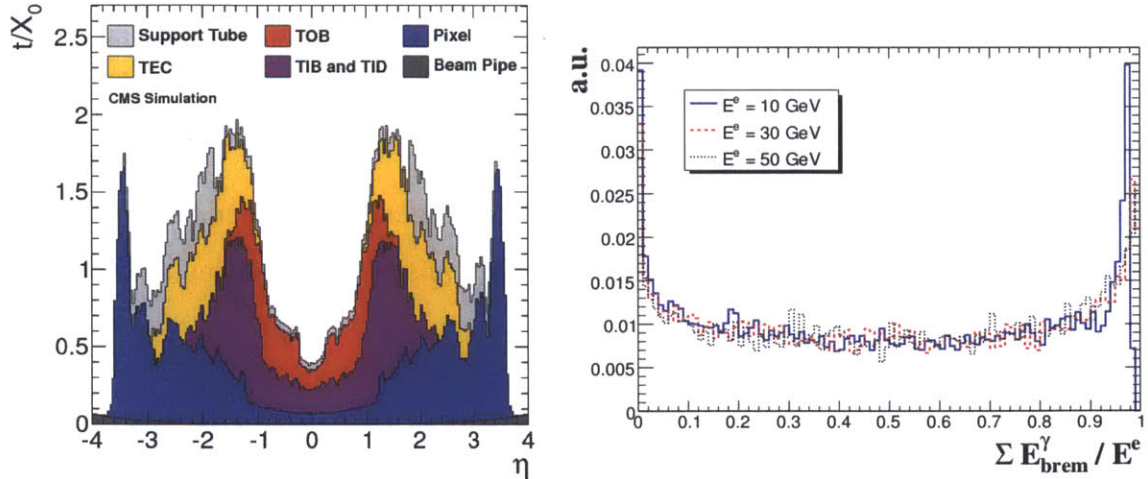 t/X₀
2.5
2
1.5
1
0.5
0
Support Tube TOB Pixel
TEC TIB and TID Beam Pipe
CMS Simulation
-4 -3 -2 -1 0 1 2 3 4
η
a.u.
0.04
0.035
0.03
0.025
0.02
0.015
0.01
0.005
0
Eᵉ = 10 GeV
Eᵉ = 30 GeV
Eᵉ = 50 GeV
0 0.1 0.2 0.3 0.4 0.5 0.6 0.7 0.8 0.9 1
Σ E^γ_brem / Eᵉ